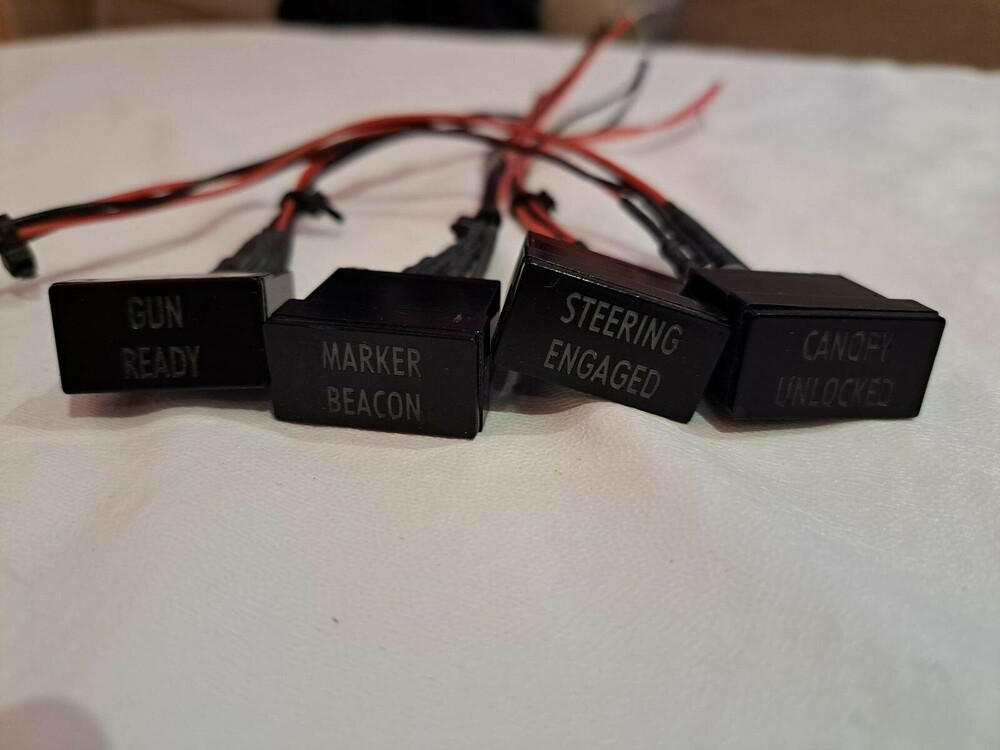 GUN
READY
MARKER
BEACON
STEERING
ENGAGED
CANOPY
UNLOCKED